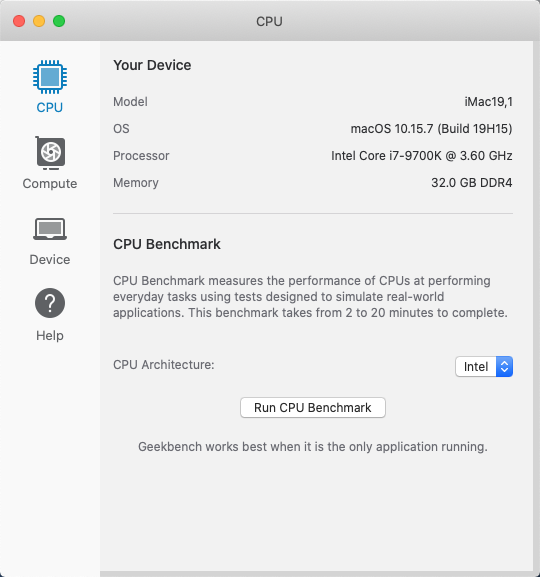 CPU
CPU
Compute
Device
Help
Your Device
Model iMac19,1
OS macOS 10.15.7 (Build 19H15)
Processor Intel Core i7-9700K @ 3.60 GHz
Memory 32.0 GB DDR4
CPU Benchmark
CPU Benchmark measures the performance of CPUs at performing
everyday tasks using tests designed to simulate real-world
applications. This benchmark takes from 2 to 20 minutes to complete.
CPU Architecture: Intel
Run CPU Benchmark
Geekbench works best when it is the only application running.